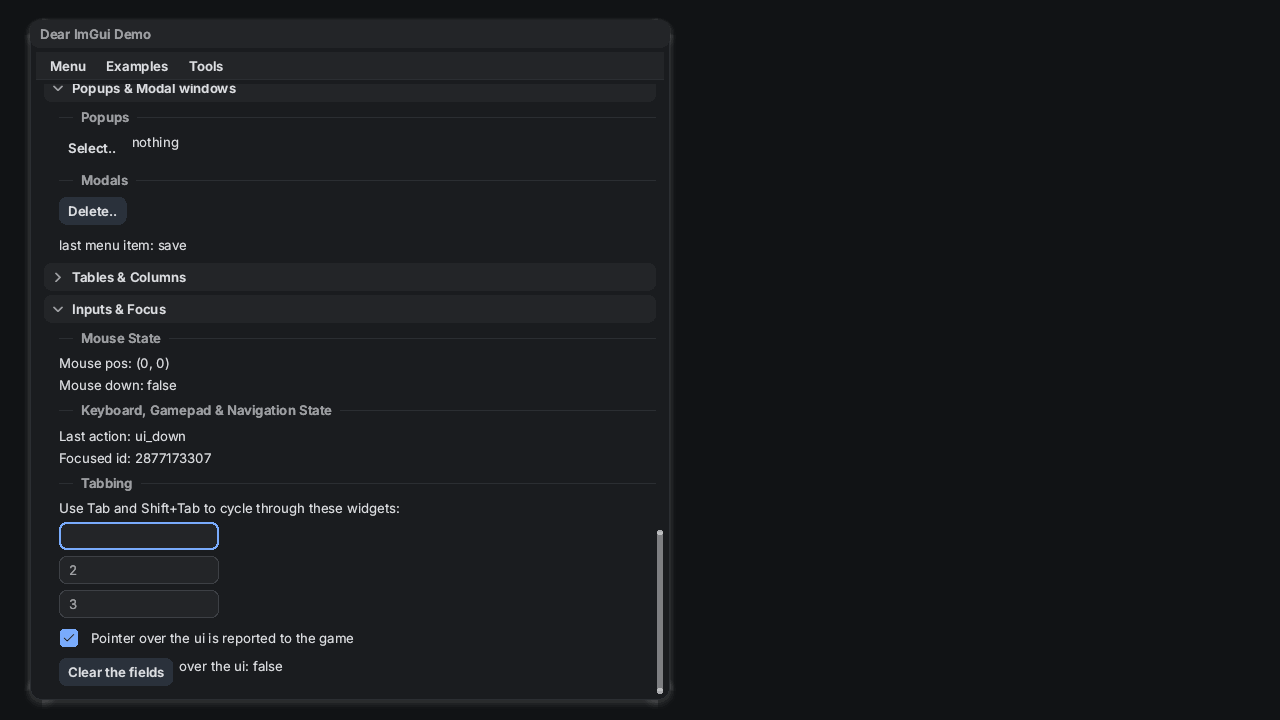 Dear ImGui Demo
Menu Examples Tools
Popups & Modal windows
Popups
Select.. nothing
Modals
Delete..
last menu item: save
Tables & Columns
Inputs & Focus
Mouse State
Mouse pos: (0, 0)
Mouse down: false
Keyboard, Gamepad & Navigation State
Last action: ui_down
Focused id: 2877173307
Tabbing
Use Tab and Shift+Tab to cycle through these widgets:
2
3
Pointer over the ui is reported to the game
Clear the fields over the ui: false